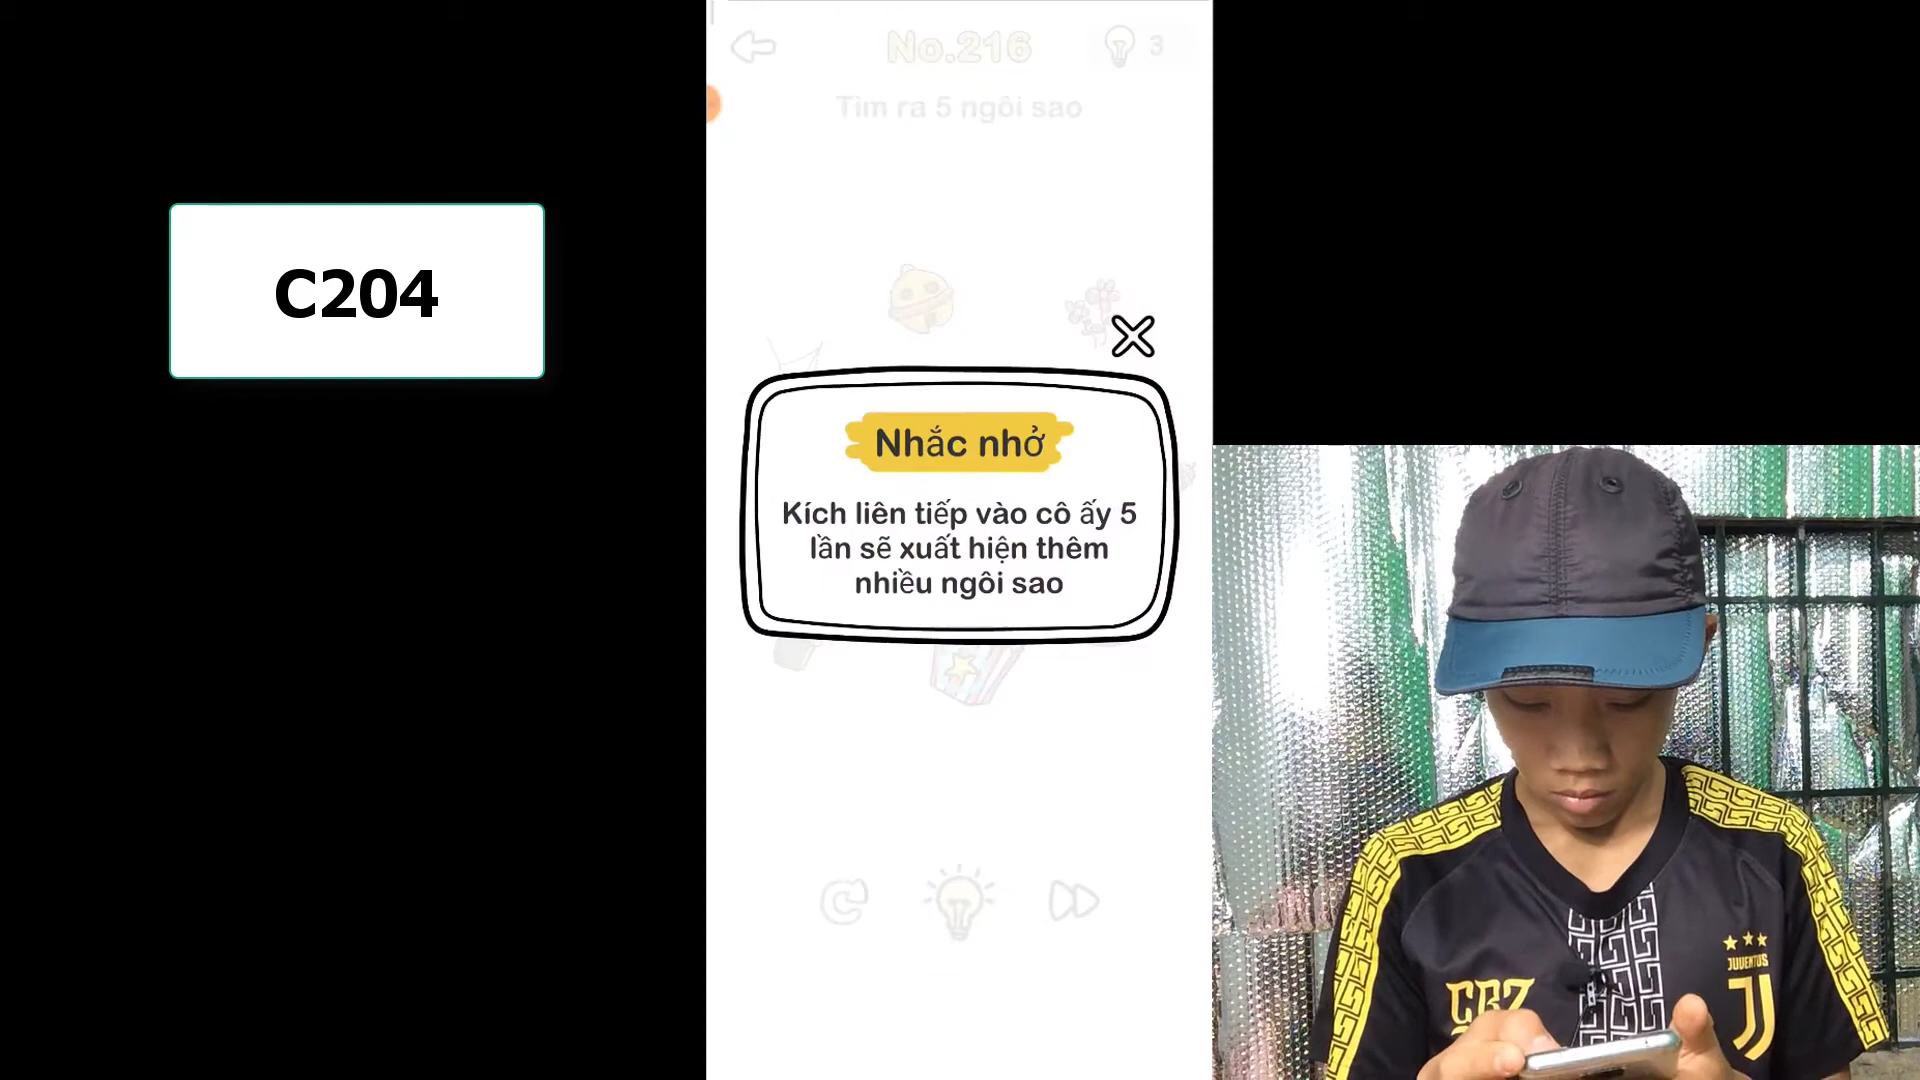 No.216
3
Tìm ra 5 ngôi sao
C204
Nhắc nhở
Kích liên tiếp vào cô ấy 5
lần sẽ xuất hiện thêm
nhiều ngôi sao
JUVENTUS